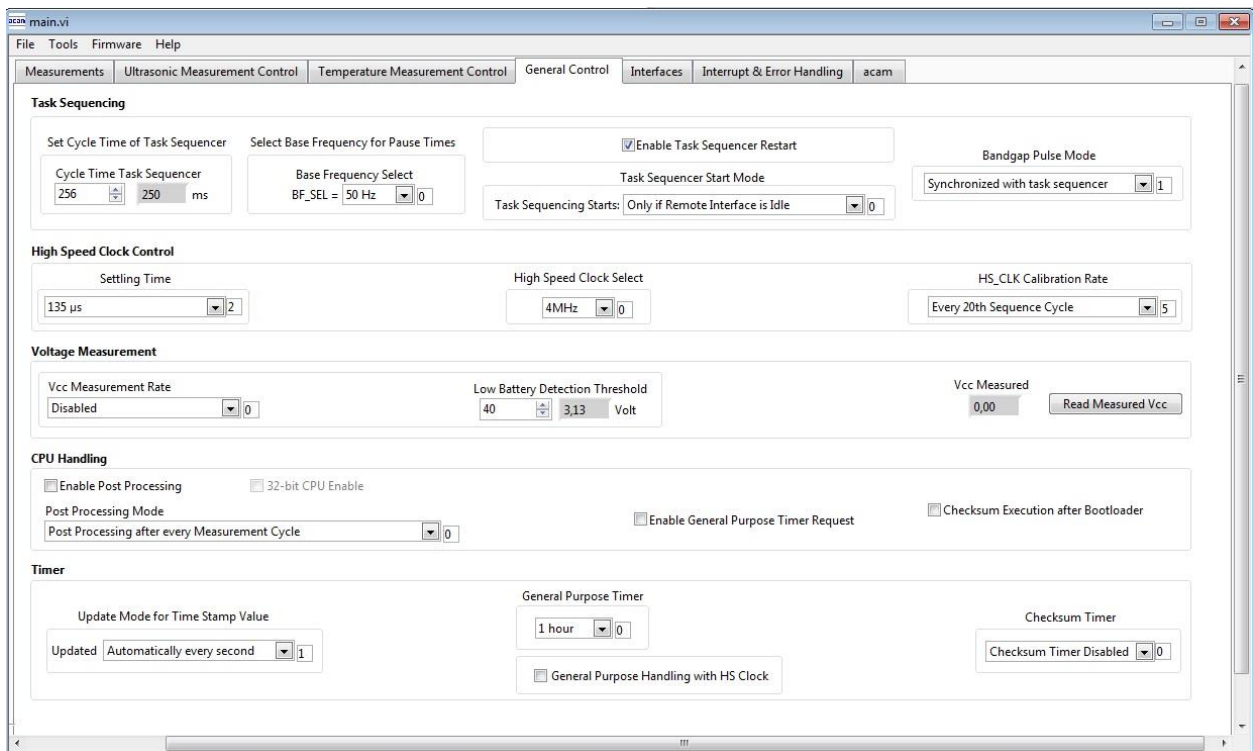 acam main.vi
File Tools Firmware Help
Measurements Ultrasonic Measurement Control Temperature Measurement Control General Control Interfaces Interrupt & Error Handling acam
Task Sequencing
Set Cycle Time of Task Sequencer
Cycle Time Task Sequencer
256 250 ms
Select Base Frequency for Pause Times
Base Frequency Select
BF_SEL = 50 Hz 0
Enable Task Sequencer Restart
Task Sequencer Start Mode
Task Sequencing Starts: Only if Remote Interface is Idle 0
Bandgap Pulse Mode
Synchronized with task sequencer 1
High Speed Clock Control
Settling Time
135 µs 2
High Speed Clock Select
4MHz 0
HS_CLK Calibration Rate
Every 20th Sequence Cycle 5
Voltage Measurement
Vcc Measurement Rate
Disabled 0
Low Battery Detection Threshold
40 3,13 Volt
Vcc Measured
0,00
Read Measured Vcc
CPU Handling
Enable Post Processing
32-bit CPU Enable
Post Processing Mode
Post Processing after every Measurement Cycle 0
Enable General Purpose Timer Request
Checksum Execution after Bootloader
Timer
Update Mode for Time Stamp Value
Updated Automatically every second 1
General Purpose Timer
1 hour 0
General Purpose Handling with HS Clock
Checksum Timer
Checksum Timer Disabled 0